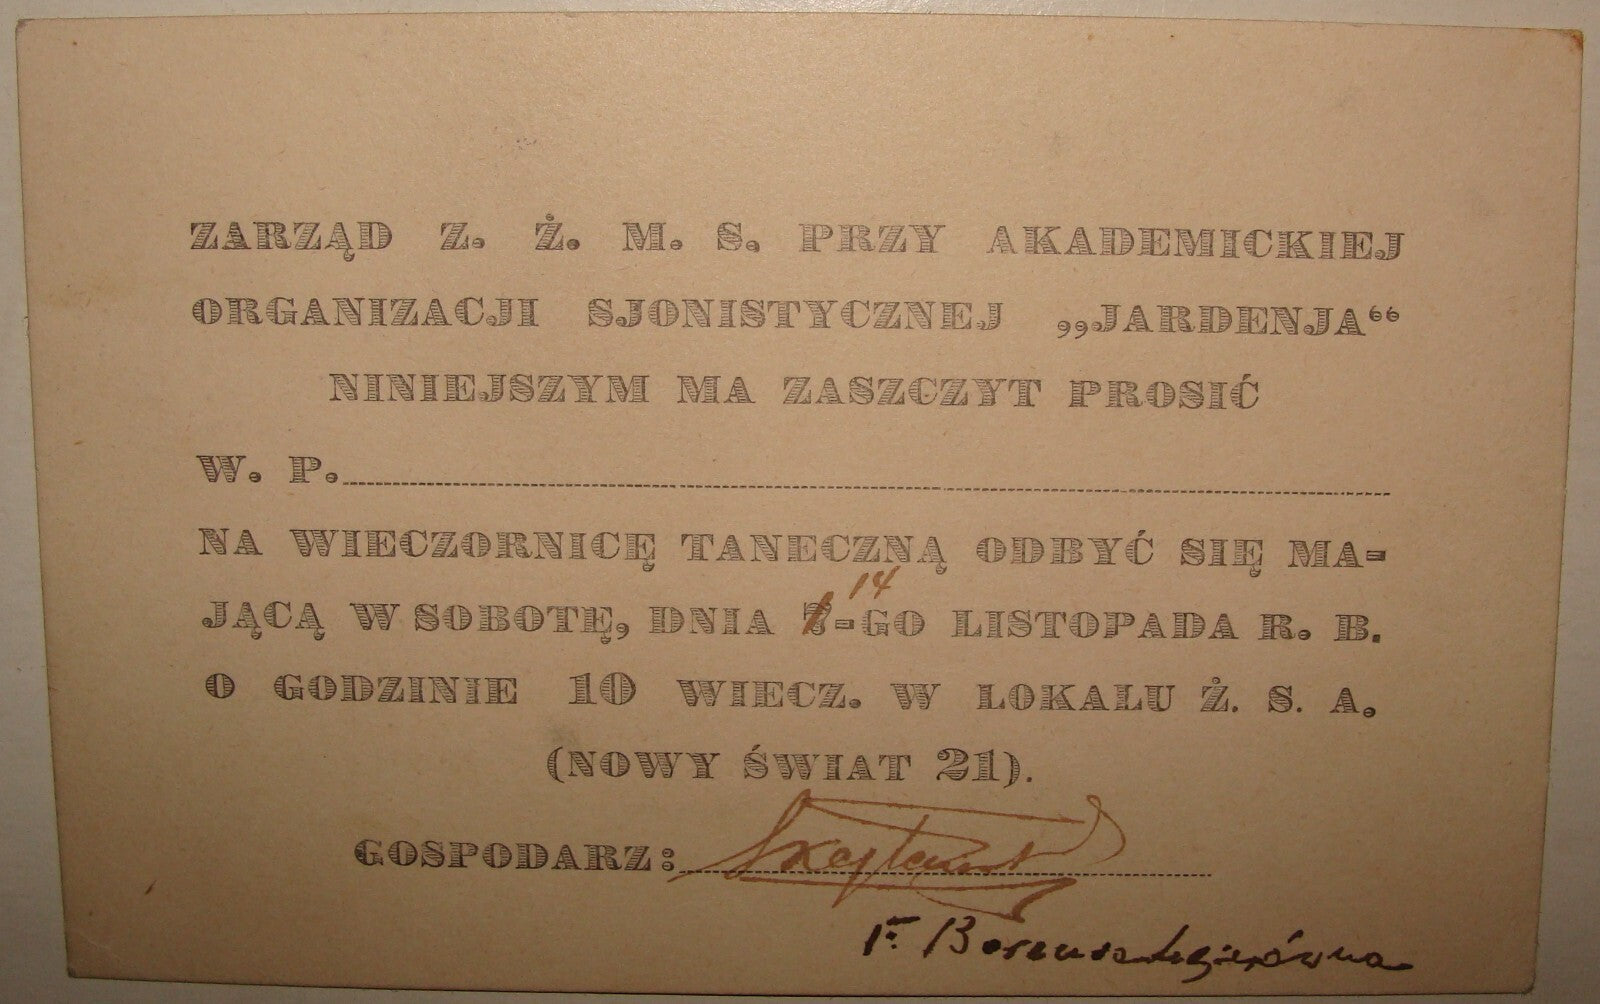 ZARZĄD Z. Ż. M. S. PRZY AKADEMICKIEJ
ORGANIZACJI SJONISTYCZNEJ „JARDENJA“
NINIEJSZYM MA ZASZCZYT PROSIĆ
W. P.
NA WIECZORNICĘ TANECZNĄ ODBYĆ SIĘ MA-
14
JĄCĄ W SOBOTĘ, DNIA 7-GO LISTOPADA R. B.
O GODZINIE 10 WIECZ. W LOKALU Ż. S. A.
(NOWY ŚWIAT 21).
GOSPODARZ:
F.